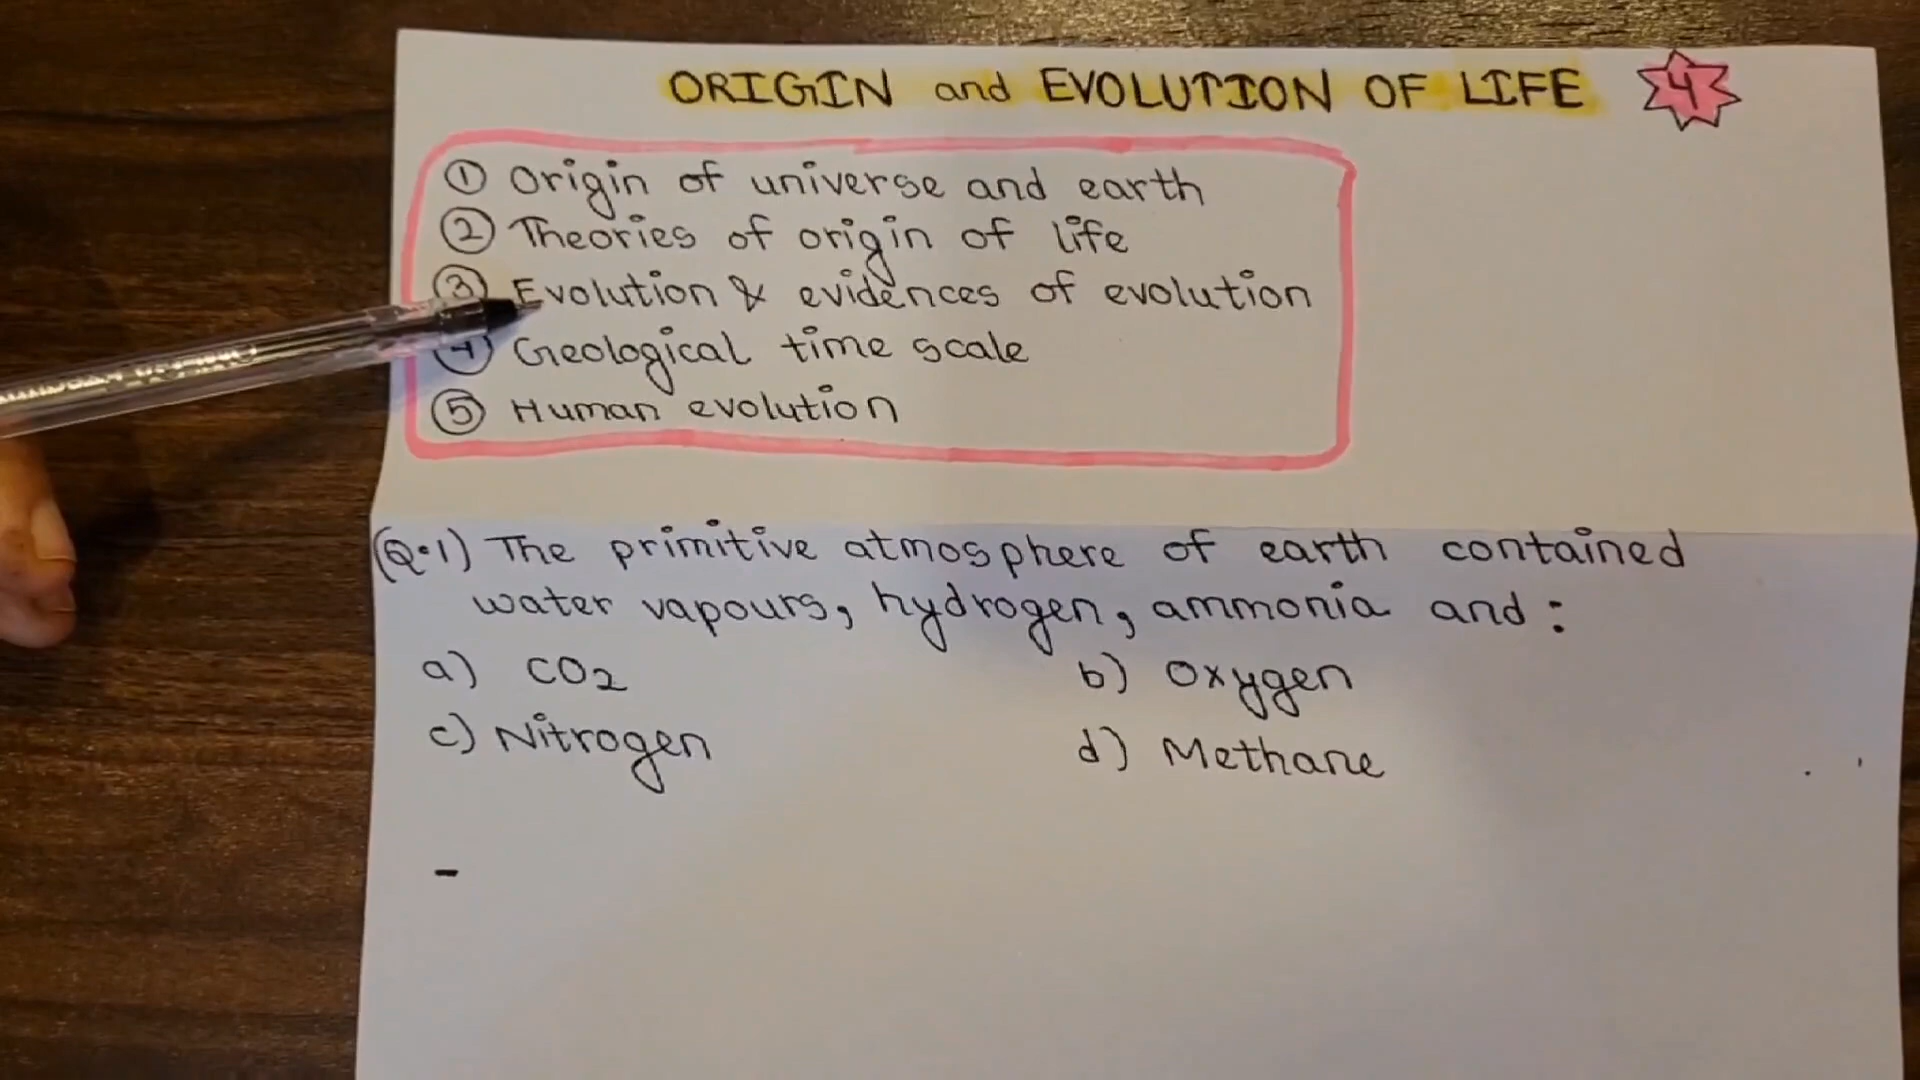 ORIGIN and EVOLUTION OF LIFE 4
① Origin of universe and earth
② Theories of origin of life
③ Evolution & evidences of evolution
④ Geological time scale
⑤ Human evolution
(Q.1) The primitive atmosphere of earth contained
water vapours, hydrogen, ammonia and :
a) CO2 b) Oxygen
c) Nitrogen d) Methane